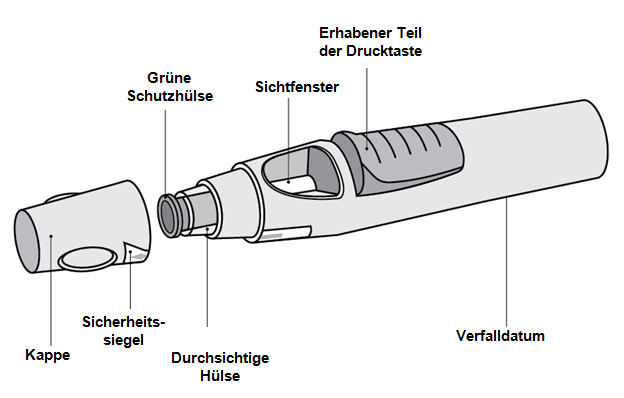 Erhabener Teil
der Drucktaste
Grüne
Schutzhülse
Sichtfenster
Sicherheits-
siegel
Kappe
Durchsichtige
Hülse
Verfalldatum